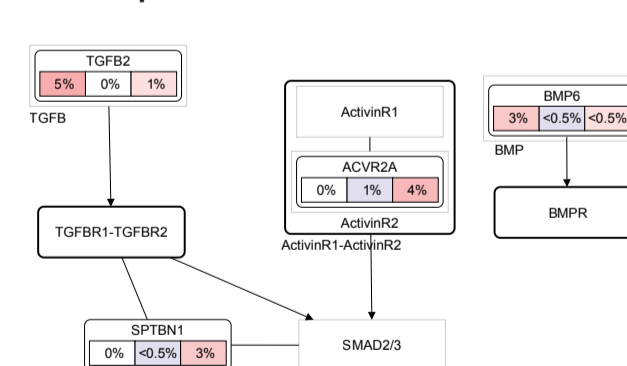 TGFB2
5% 0% 1%
TGFB
ActivinR1
ACVR2A
0% 1% 4%
ActivinR2
ActivinR1-ActivinR2
BMP6
3% <0.5% <0.5%
BMP
TGFBR1-TGFBR2
BMPR
SPTBN1
0% <0.5% 3%
SMAD2/3